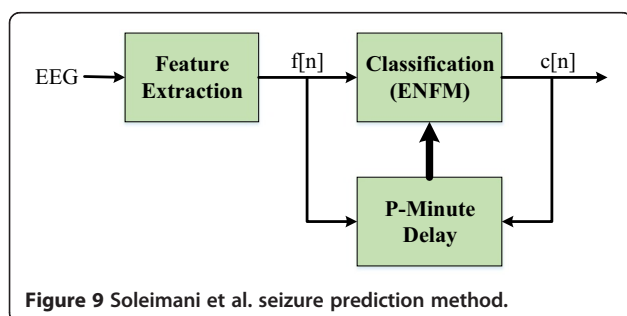 EEG
Feature
Extraction
f[n]
Classification
(ENFM)
c[n]
P-Minute
Delay
Figure 9 Soleimani et al. seizure prediction method.